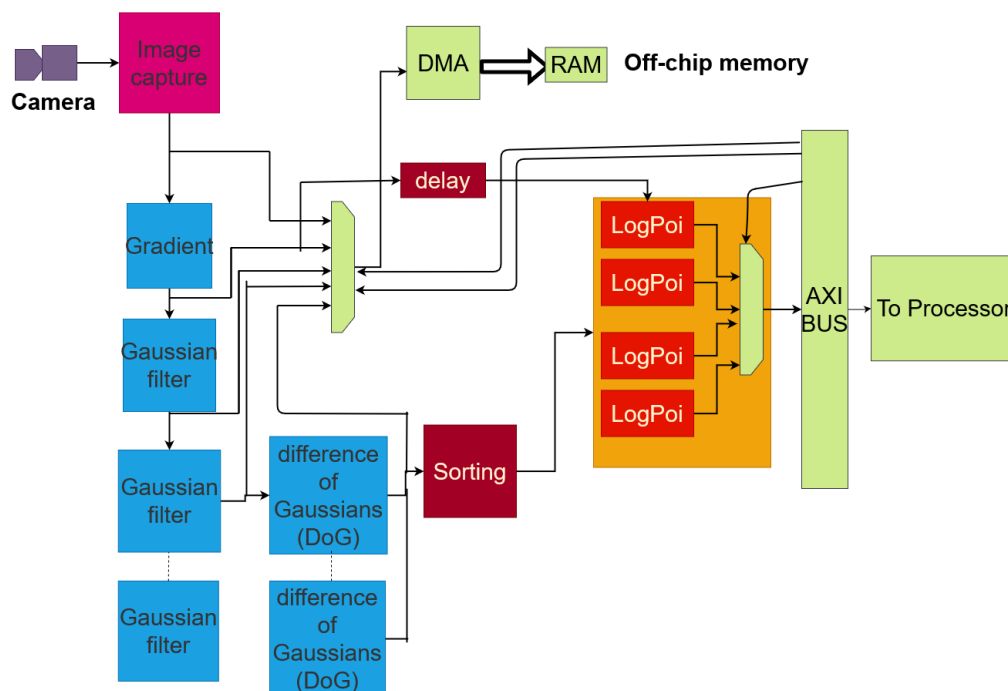 Image
capture
Camera
DMA
RAM
Off-chip memory
delay
Gradient
LogPoi
LogPoi
LogPoi
LogPoi
AXI
BUS
To Processor
Gaussian
filter
Gaussian
filter
Gaussian
filter
difference
of
Gaussians
(DoG)
difference
of
Gaussians
(DoG)
Sorting